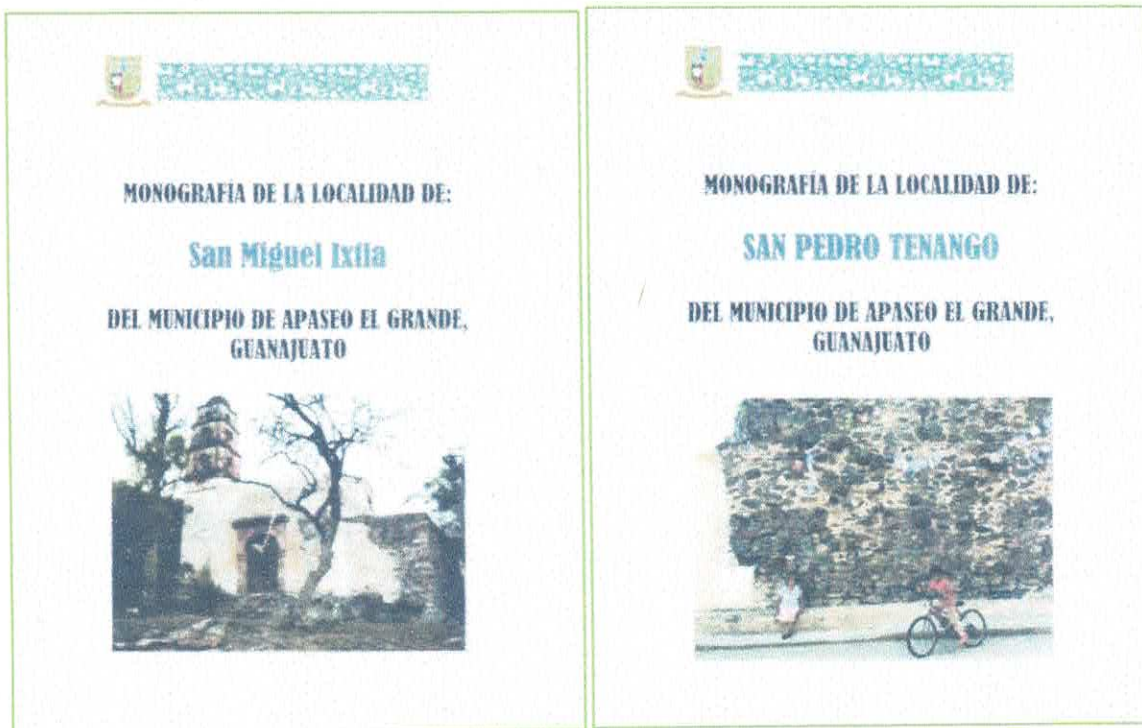 MONOGRAFÍA DE LA LOCALIDAD DE:
San Miguel Ixtla
DEL MUNICIPIO DE APASEO EL GRANDE,
GUANAJUATO
MONOGRAFÍA DE LA LOCALIDAD DE:
SAN PEDRO TENANGO
DEL MUNICIPIO DE APASEO EL GRANDE,
GUANAJUATO